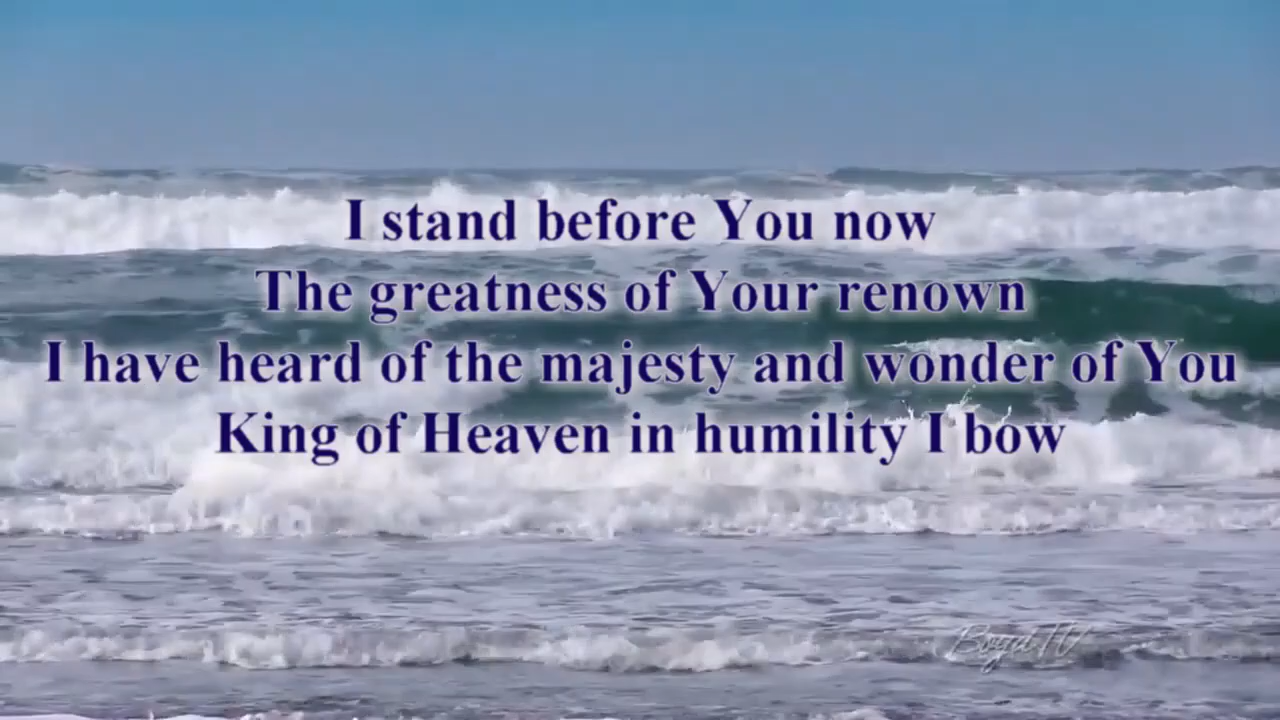 I stand before You now
The greatness of Your renown
I have heard of the majesty and wonder of You
King of Heaven in humility I bow